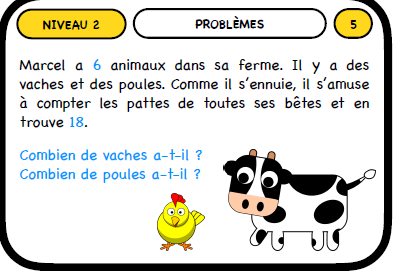 NIVEAU 2
PROBLÈMES
5
Marcel a 6 animaux dans sa ferme. Il y a des
vaches et des poules. Comme il s'ennuie, il s'amuse
à compter les pattes de toutes ses bêtes et en
trouve 18.
Combien de vaches a-t-il ?
Combien de poules a-t-il ?